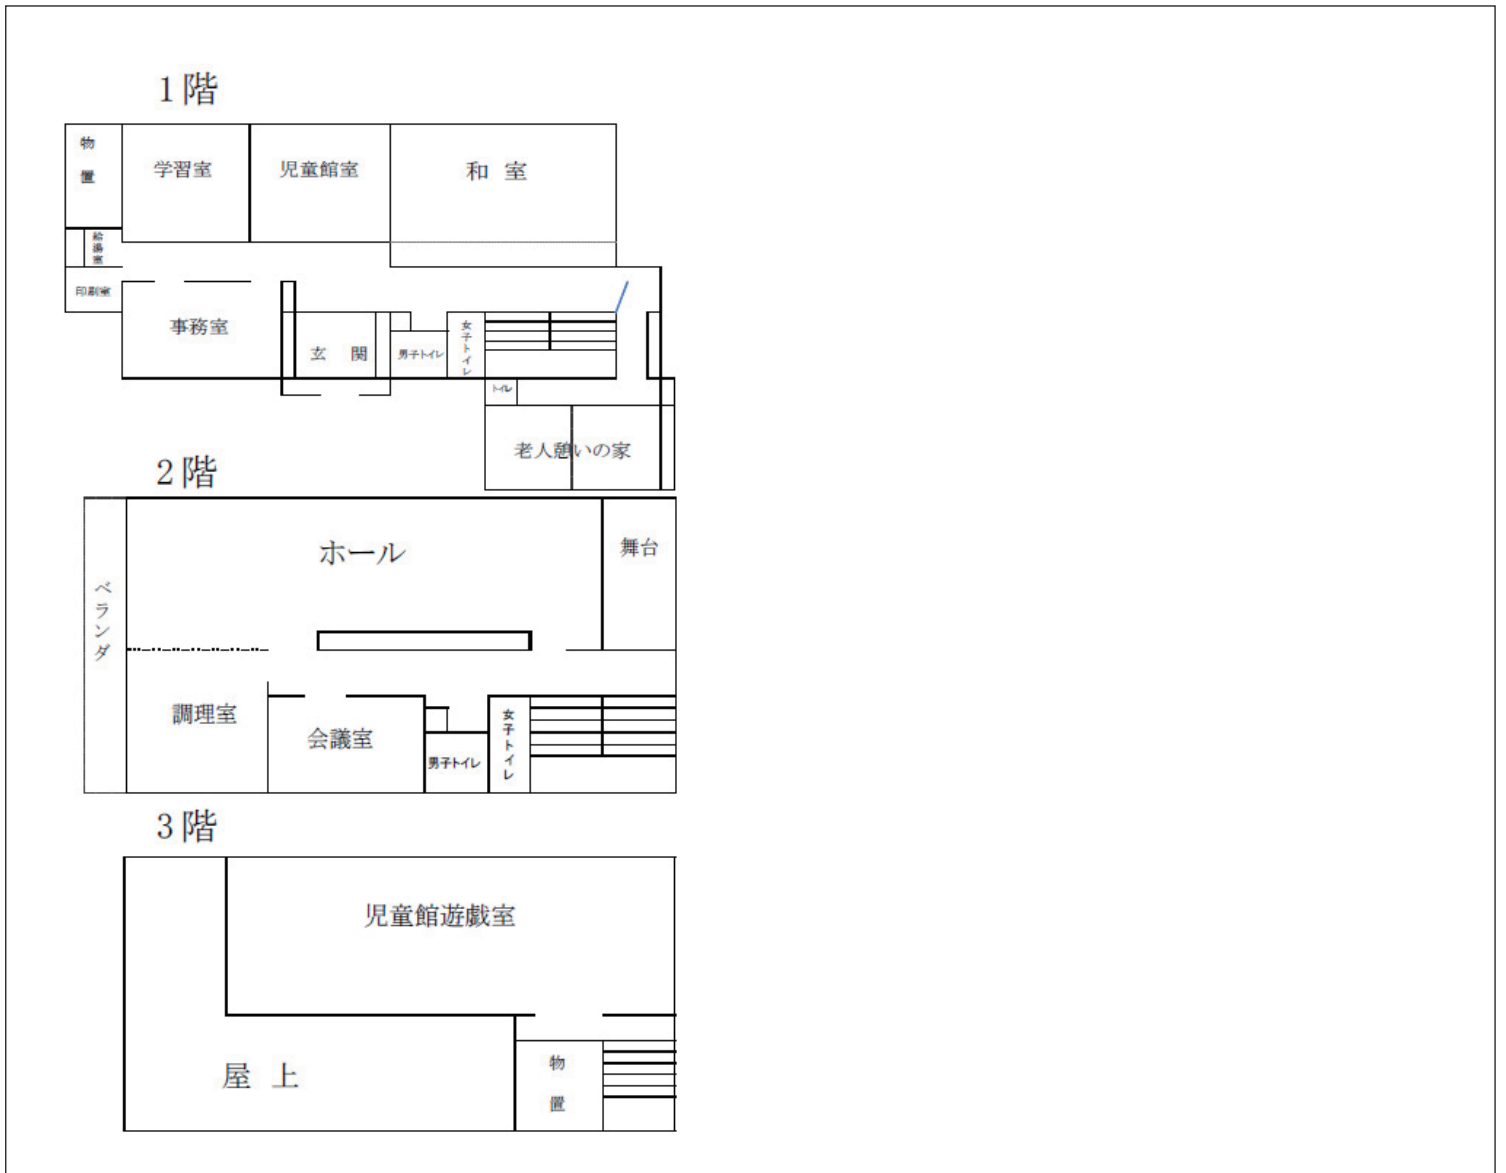 1階
物置
学習室
児童館室
和 室
給湯室
印刷室
事務室
玄 関
男子トイレ
女子トイレ
トイレ
老人憩いの家
2階
ホール
舞台
ベランダ
調理室
会議室
男子トイレ
女子トイレ
3階
児童館遊戯室
屋 上
物置